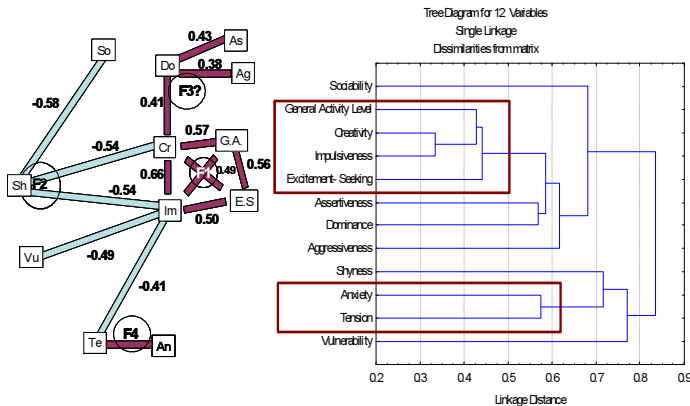 Tree Diagram for 12 Variables
Single Linkage
Dissimilarities from matrix
So
As
0.43
Do
0.38
Ag
F3?
-0.58
0.41
-0.54
0.57
G.A.
Cr
0.49
0.56
0.66
Sh
F2
-0.54
E.S
Im
0.50
Vu
-0.49
-0.41
F4
Te
An
Sociability
General Activity Level
Creativity
Impulsiveness
Excitement- Seeking
Assertiveness
Dominance
Aggressiveness
Shyness
Anxiety
Tension
Vulnerability
0.2 0.3 0.4 0.5 0.6 0.7 0.8 0.9
Linkage Distance